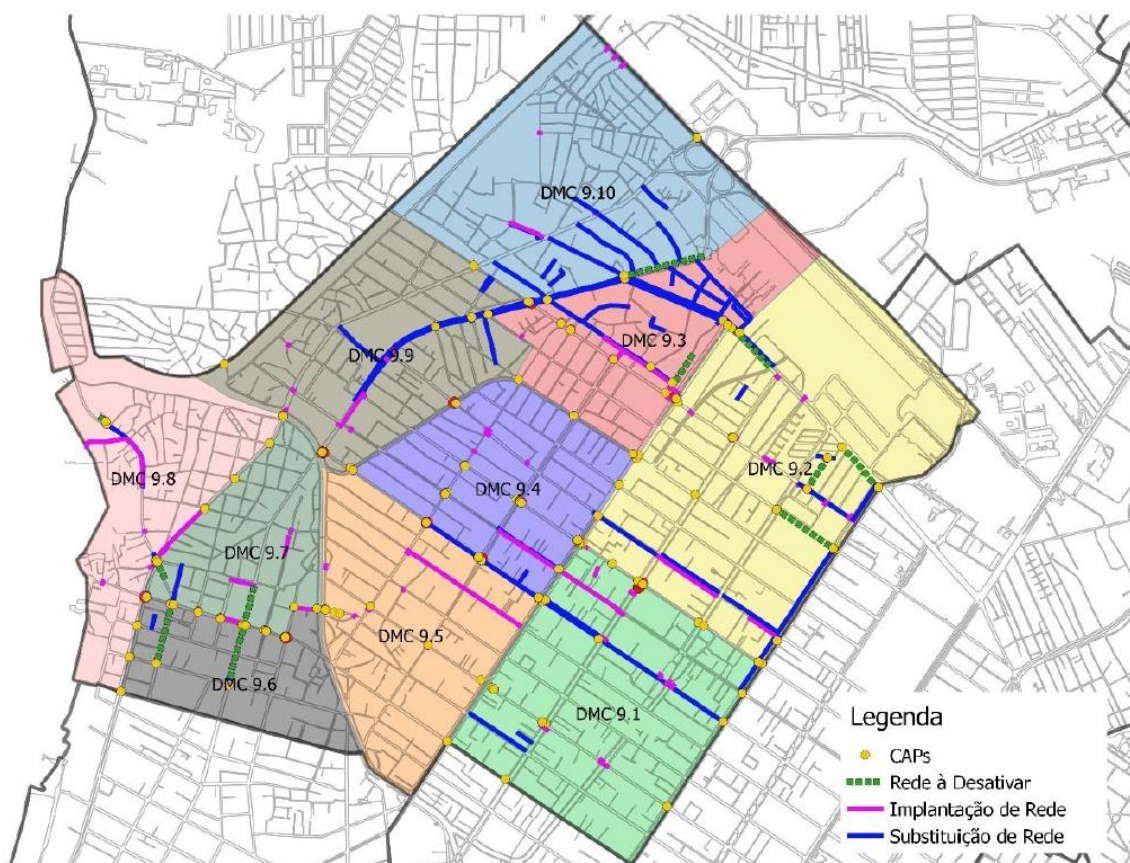 DMC 9.10
DMC 9.3
DMC 9.9
DMC 9.2
DMC 9.8
DMC 9.4
DMC 9.7
DMC 9.5
DMC 9.6
DMC 9.1
Legenda
CAPs
Rede à Desativar
Implantação de Rede
Substituição de Rede